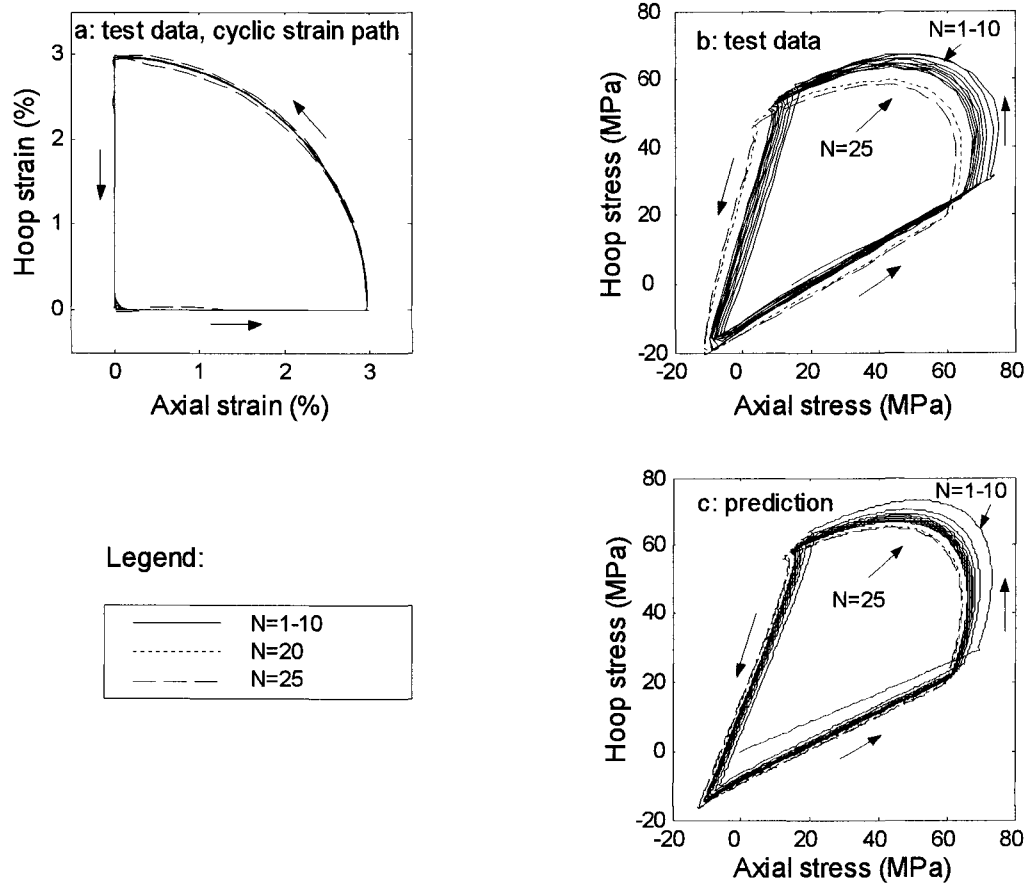 a: test data, cyclic strain path
3
2
1
0
Hoop strain (%)
0
1
2
3
Axial strain (%)
b: test data
N=1-10
N=25
80
60
40
20
0
-20
Hoop stress (MPa)
-20
0
20
40
60
80
Axial stress (MPa)
Legend:
N=1-10
N=20
N=25
c: prediction
N=1-10
N=25
80
60
40
20
0
-20
Hoop stress (MPa)
-20
0
20
40
60
80
Axial stress (MPa)